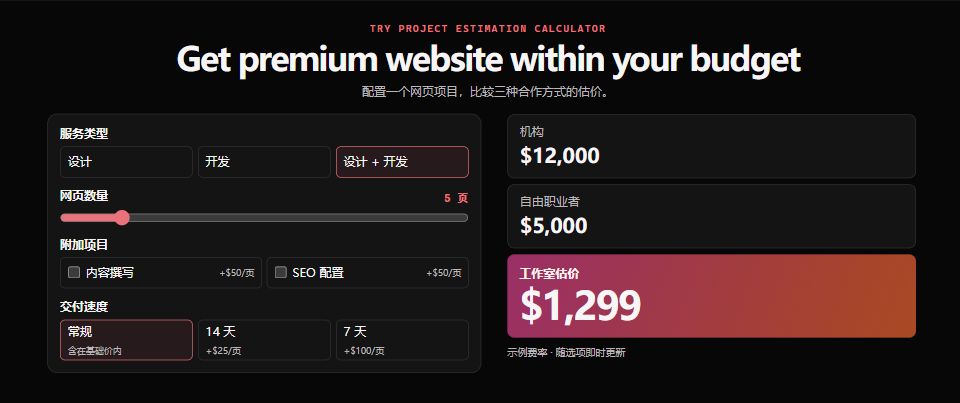 TRY PROJECT ESTIMATION CALCULATOR
Get premium website within your budget
配置一个网页项目，比较三种合作方式的估价。
服务类型
设计
开发
设计 + 开发
网页数量
5 页
附加项目
内容撰写
+$50/页
SEO 配置
+$50/页
交付速度
常规
含在基础价内
14 天
+$25/页
7 天
+$100/页
机构
$12,000
自由职业者
$5,000
工作室估价
$1,299
示例费率 · 随选项即时更新